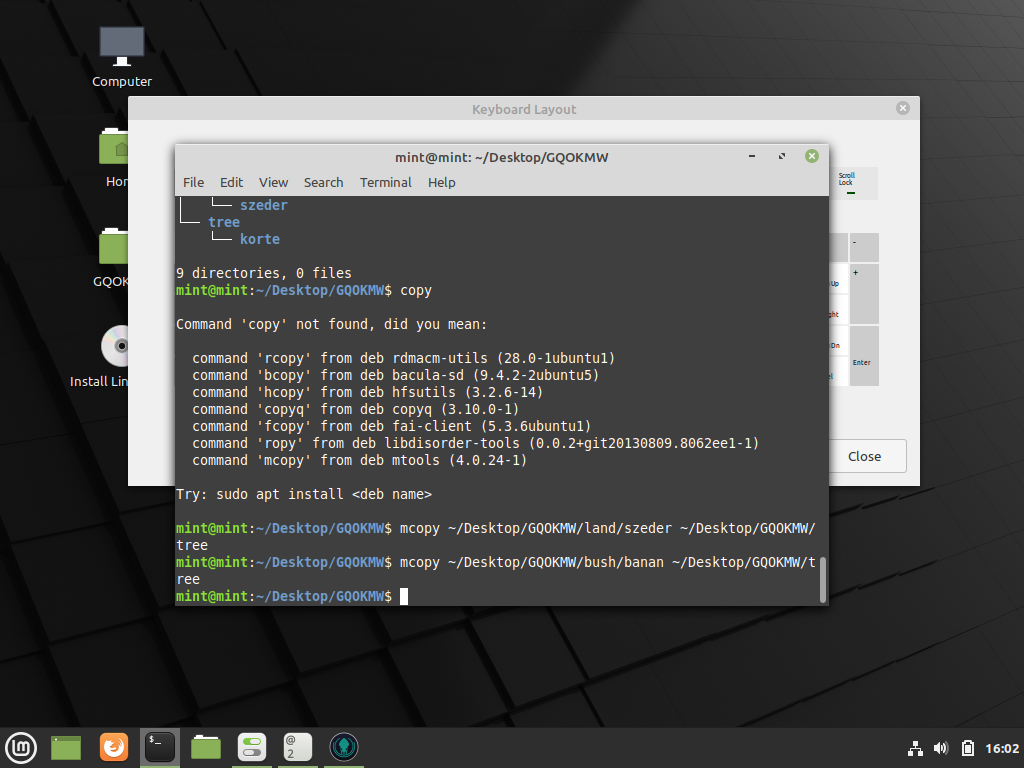 Computer
Keyboard Layout
mint@mint: ~/Desktop/GQOKMW
File Edit View Search Terminal Help
Scroll
Lock
szeder
tree
korte
9 directories, 0 files
mint@mint:~/Desktop/GQOKMW$ copy
Command 'copy' not found, did you mean:
command 'rcopy' from deb rdmacm-utils (28.0-1ubuntu1)
command 'bcopy' from deb bacula-sd (9.4.2-2ubuntu5)
command 'hcopy' from deb hfsutils (3.2.6-14)
command 'copyq' from deb copyq (3.10.0-1)
command 'fcopy' from deb fai-client (5.3.6ubuntu1)
command 'ropy' from deb libdisorder-tools (0.0.2+git20130809.8062ee1-1)
command 'mcopy' from deb mtools (4.0.24-1)
Try: sudo apt install <deb name>
mint@mint:~/Desktop/GQOKMW$ mcopy ~/Desktop/GQOKMW/land/szeder ~/Desktop/GQOKMW/
tree
mint@mint:~/Desktop/GQOKMW$ mcopy ~/Desktop/GQOKMW/bush/banan ~/Desktop/GQOKMW/t
ree
mint@mint:~/Desktop/GQOKMW$
Hor
GQOK
Install Lin
-
+
Up
ght
Dn
el
Enter
Close
$_
@
2
16:02